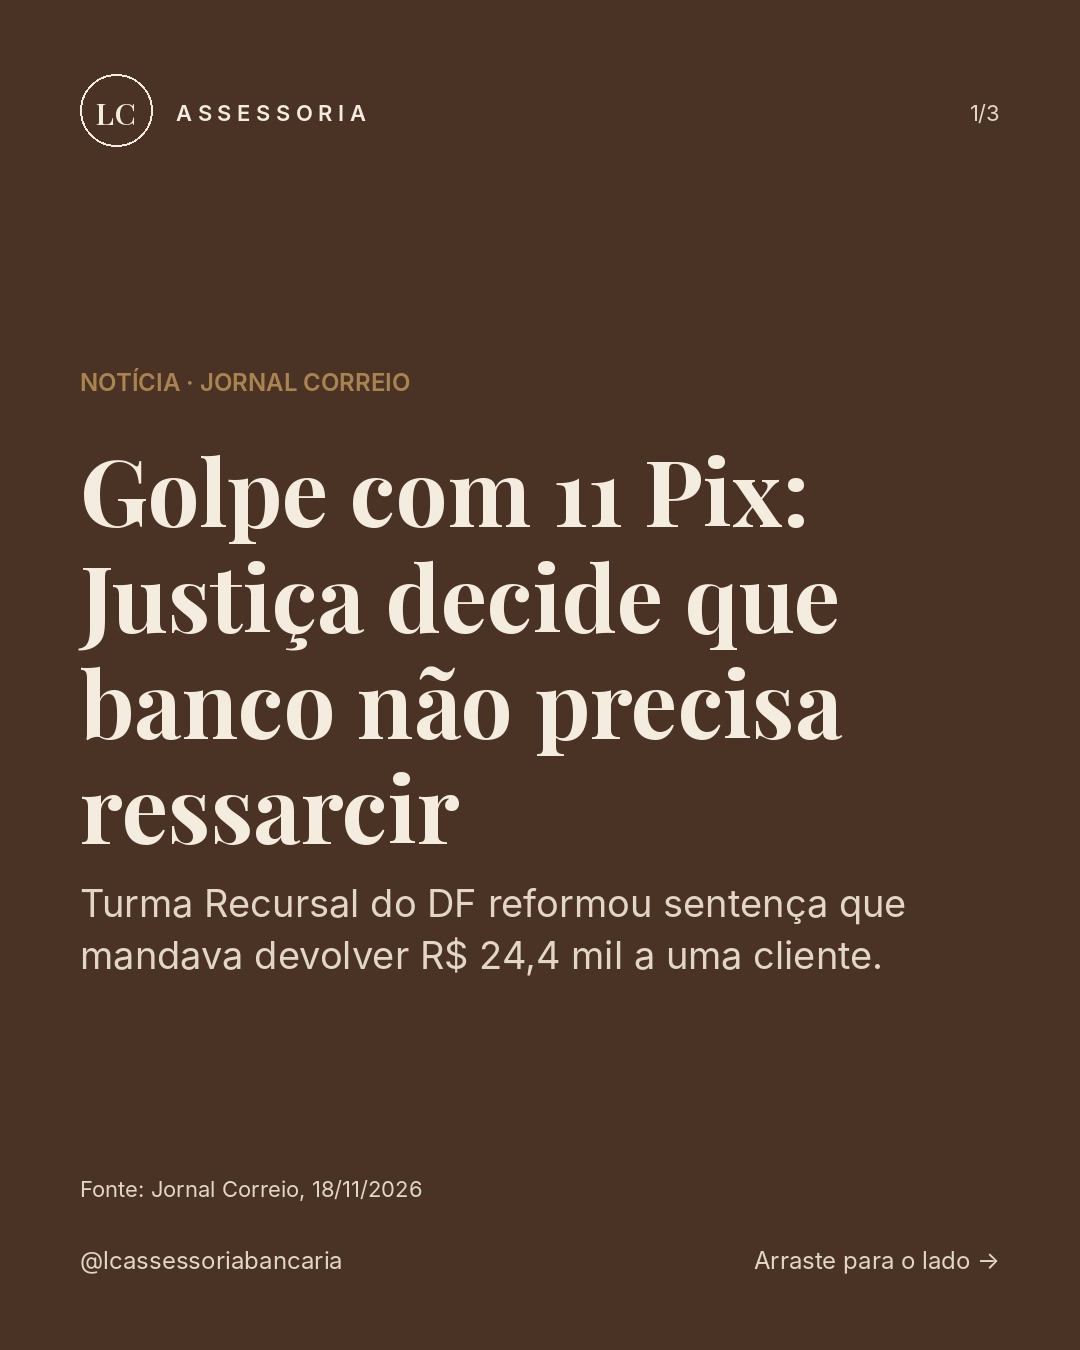 LC ASSESSORIA
1/3
NOTÍCIA · JORNAL CORREIO
Golpe com 11 Pix:
Justiça decide que
banco não precisa
ressarcir
Turma Recursal do DF reformou sentença que
mandava devolver R$ 24,4 mil a uma cliente.
Fonte: Jornal Correio, 18/11/2026
@lcassessoriabancaria
Arraste para o lado →